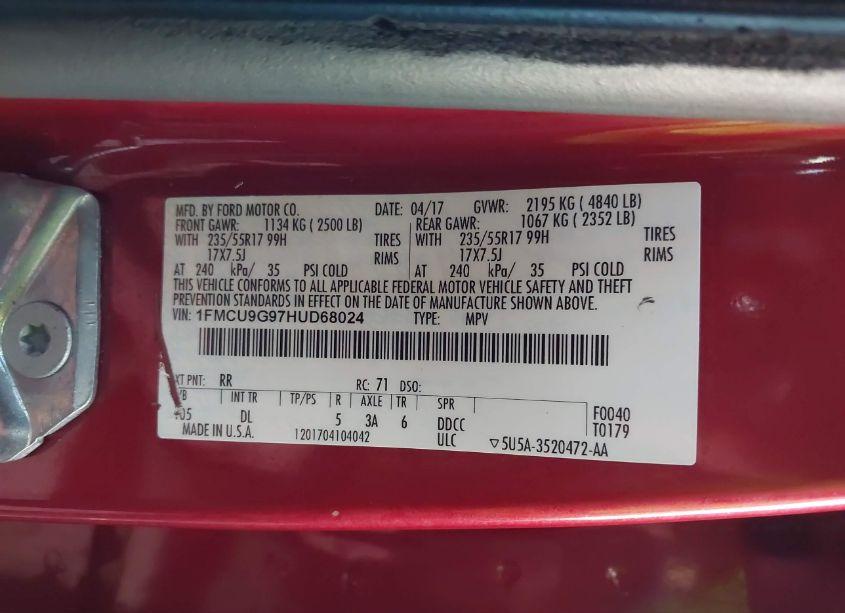 MFD. BY FORD MOTOR CO. DATE: 04/17 GVWR: 2195 KG ( 4840 LB)
FRONT GAWR: 1134 KG ( 2500 LB) REAR GAWR: 1067 KG ( 2352 LB)
WITH 235/55R17 99H TIRES WITH 235/55R17 99H TIRES
17X7.5J RIMS 17X7.5J RIMS
AT 240 kPa/ 35 PSI COLD AT 240 kPa/ 35 PSI COLD
THIS VEHICLE CONFORMS TO ALL APPLICABLE FEDERAL MOTOR VEHICLE SAFETY AND THEFT
PREVENTION STANDARDS IN EFFECT ON THE DATE OF MANUFACTURE SHOWN ABOVE.
VIN: 1FMCU9G97HUD68024 TYPE: MPV
PNT: RR RC: 71 DSO:
INT TR TP/PS R AXLE TR SPR
DL 5 3A 6 DDCC F0040
MADE IN U.S.A. 1201704104042 ULC ▽5U5A-3520472-AA T0179